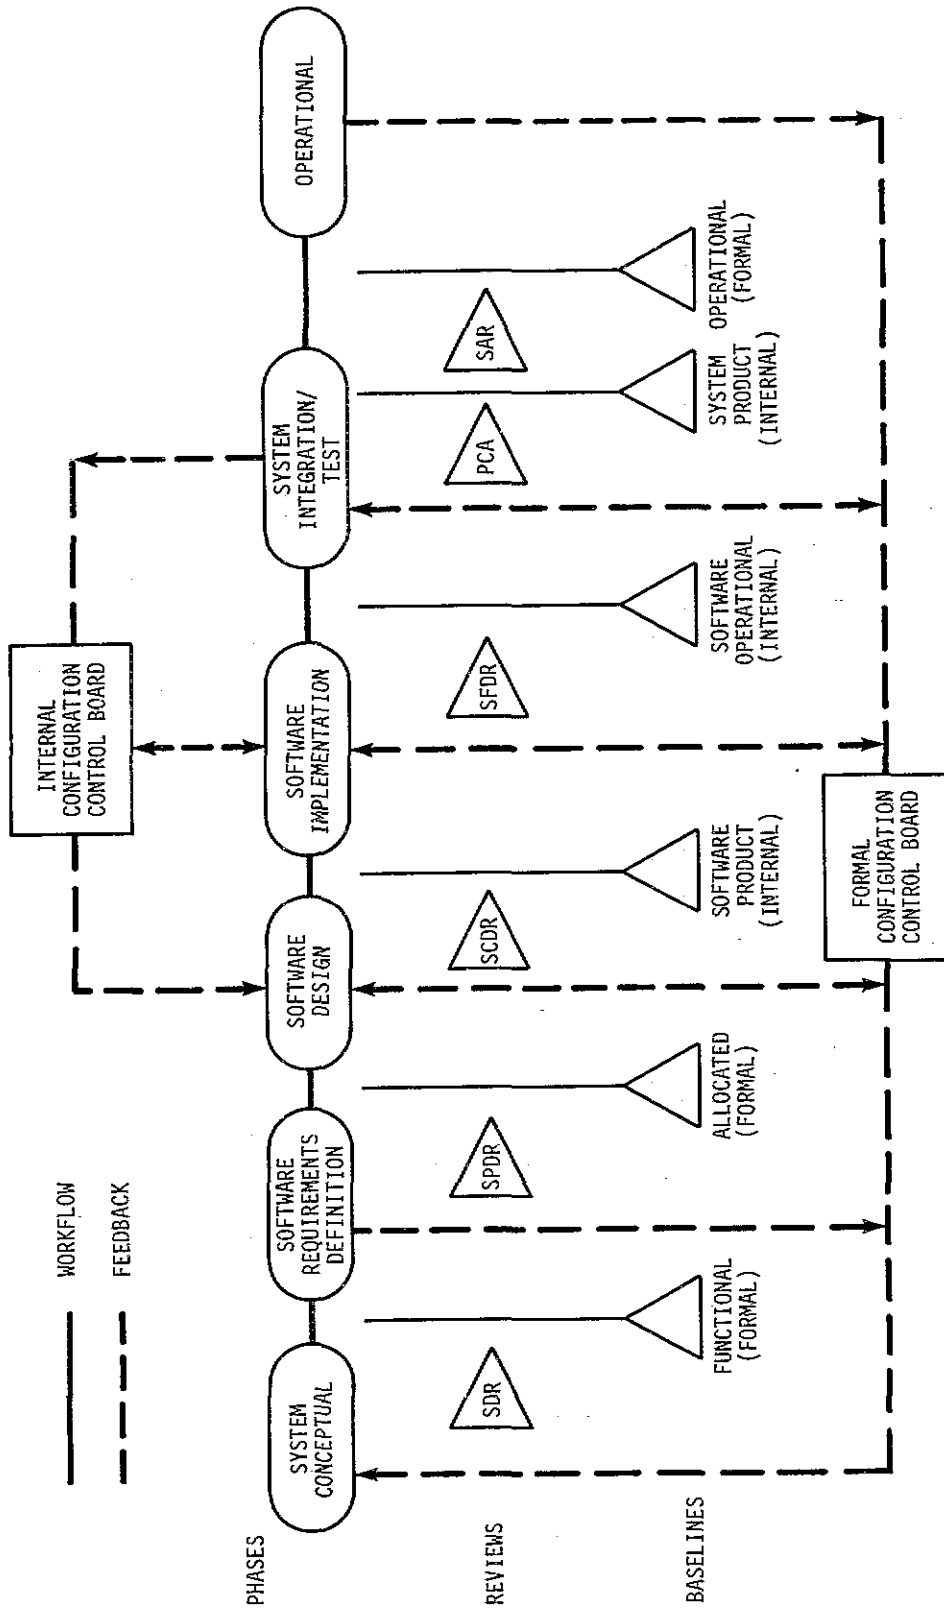 WORKFLOW
FEEDBACK
INTERNAL
CONFIGURATION
CONTROL BOARD
PHASES
SYSTEM
CONCEPTUAL
SOFTWARE
REQUIREMENTS
DEFINITION
SOFTWARE
DESIGN
SOFTWARE
IMPLEMENTATION
SYSTEM
INTEGRATION/
TEST
OPERATIONAL
REVIEWS
SDR
SPDR
SCDR
SFDR
PCA
SAR
BASELINES
FUNCTIONAL
(FORMAL)
ALLOCATED
(FORMAL)
SOFTWARE
PRODUCT
(INTERNAL)
SOFTWARE
OPERATIONAL
(INTERNAL)
SYSTEM
PRODUCT
(INTERNAL)
OPERATIONAL
(FORMAL)
FORMAL
CONFIGURATION
CONTROL BOARD